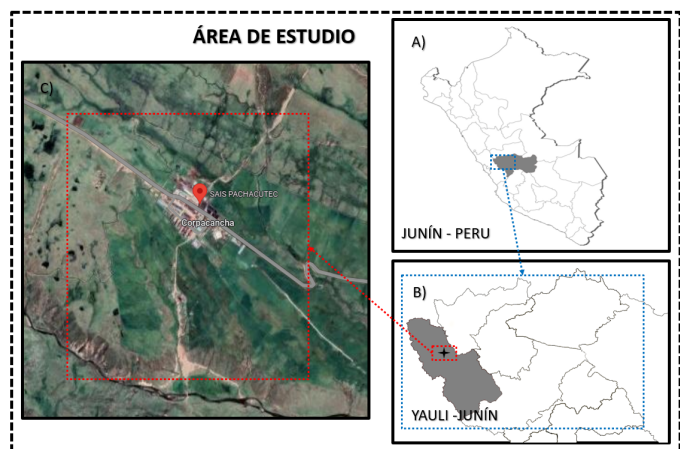 ÁREA DE ESTUDIO
A)
JUNÍN - PERU
C)
SAIS PACHACUTEC
Corpacancha
B)
YAULI -JUNÍN